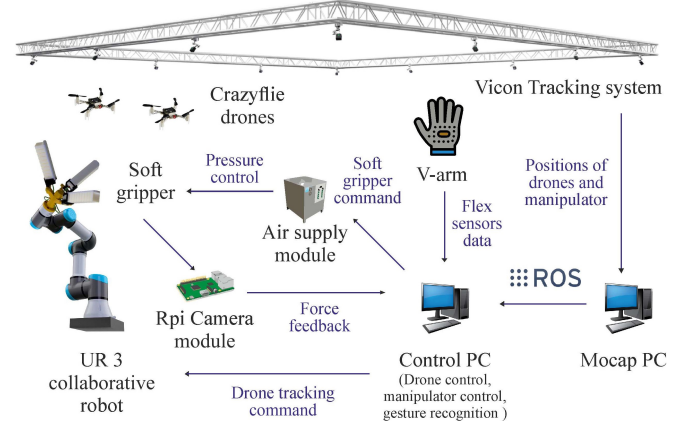 Crazyflie
drones
Vicon Tracking system
Soft
gripper
Pressure
control
Soft
gripper
command
V-arm
Positions of
drones and
manipulator
Air supply
module
Flex
sensors
data
ROS
Rpi Camera
module
Force
feedback
UR 3
collaborative
robot
Control PC
(Drone control,
manipulator control,
gesture recognition )
Mocap PC
Drone tracking
command